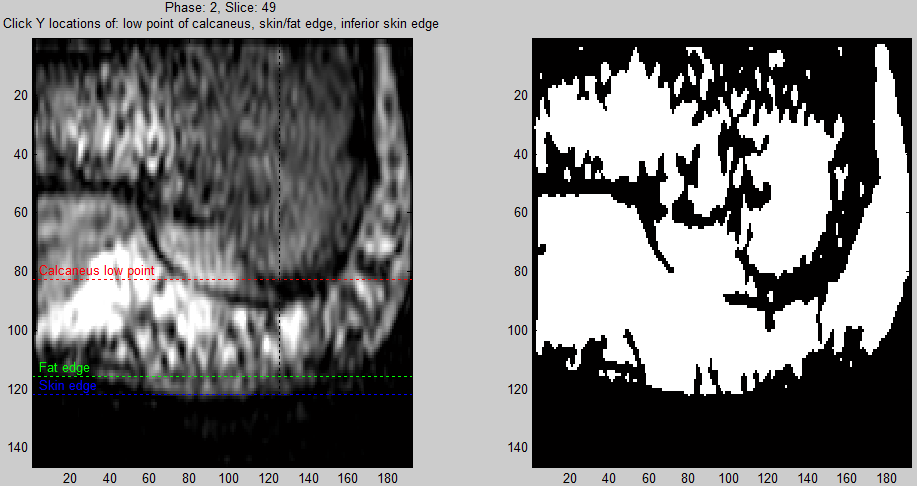 Phase: 2, Slice: 49
Click Y locations of: low point of calcaneus, skin/fat edge, inferior skin edge
20
40
60
80
100
120
140
Calcaneus low point
Fat edge
Skin edge
20 40 60 80 100 120 140 160 180
20
40
60
80
100
120
140
20 40 60 80 100 120 140 160 180